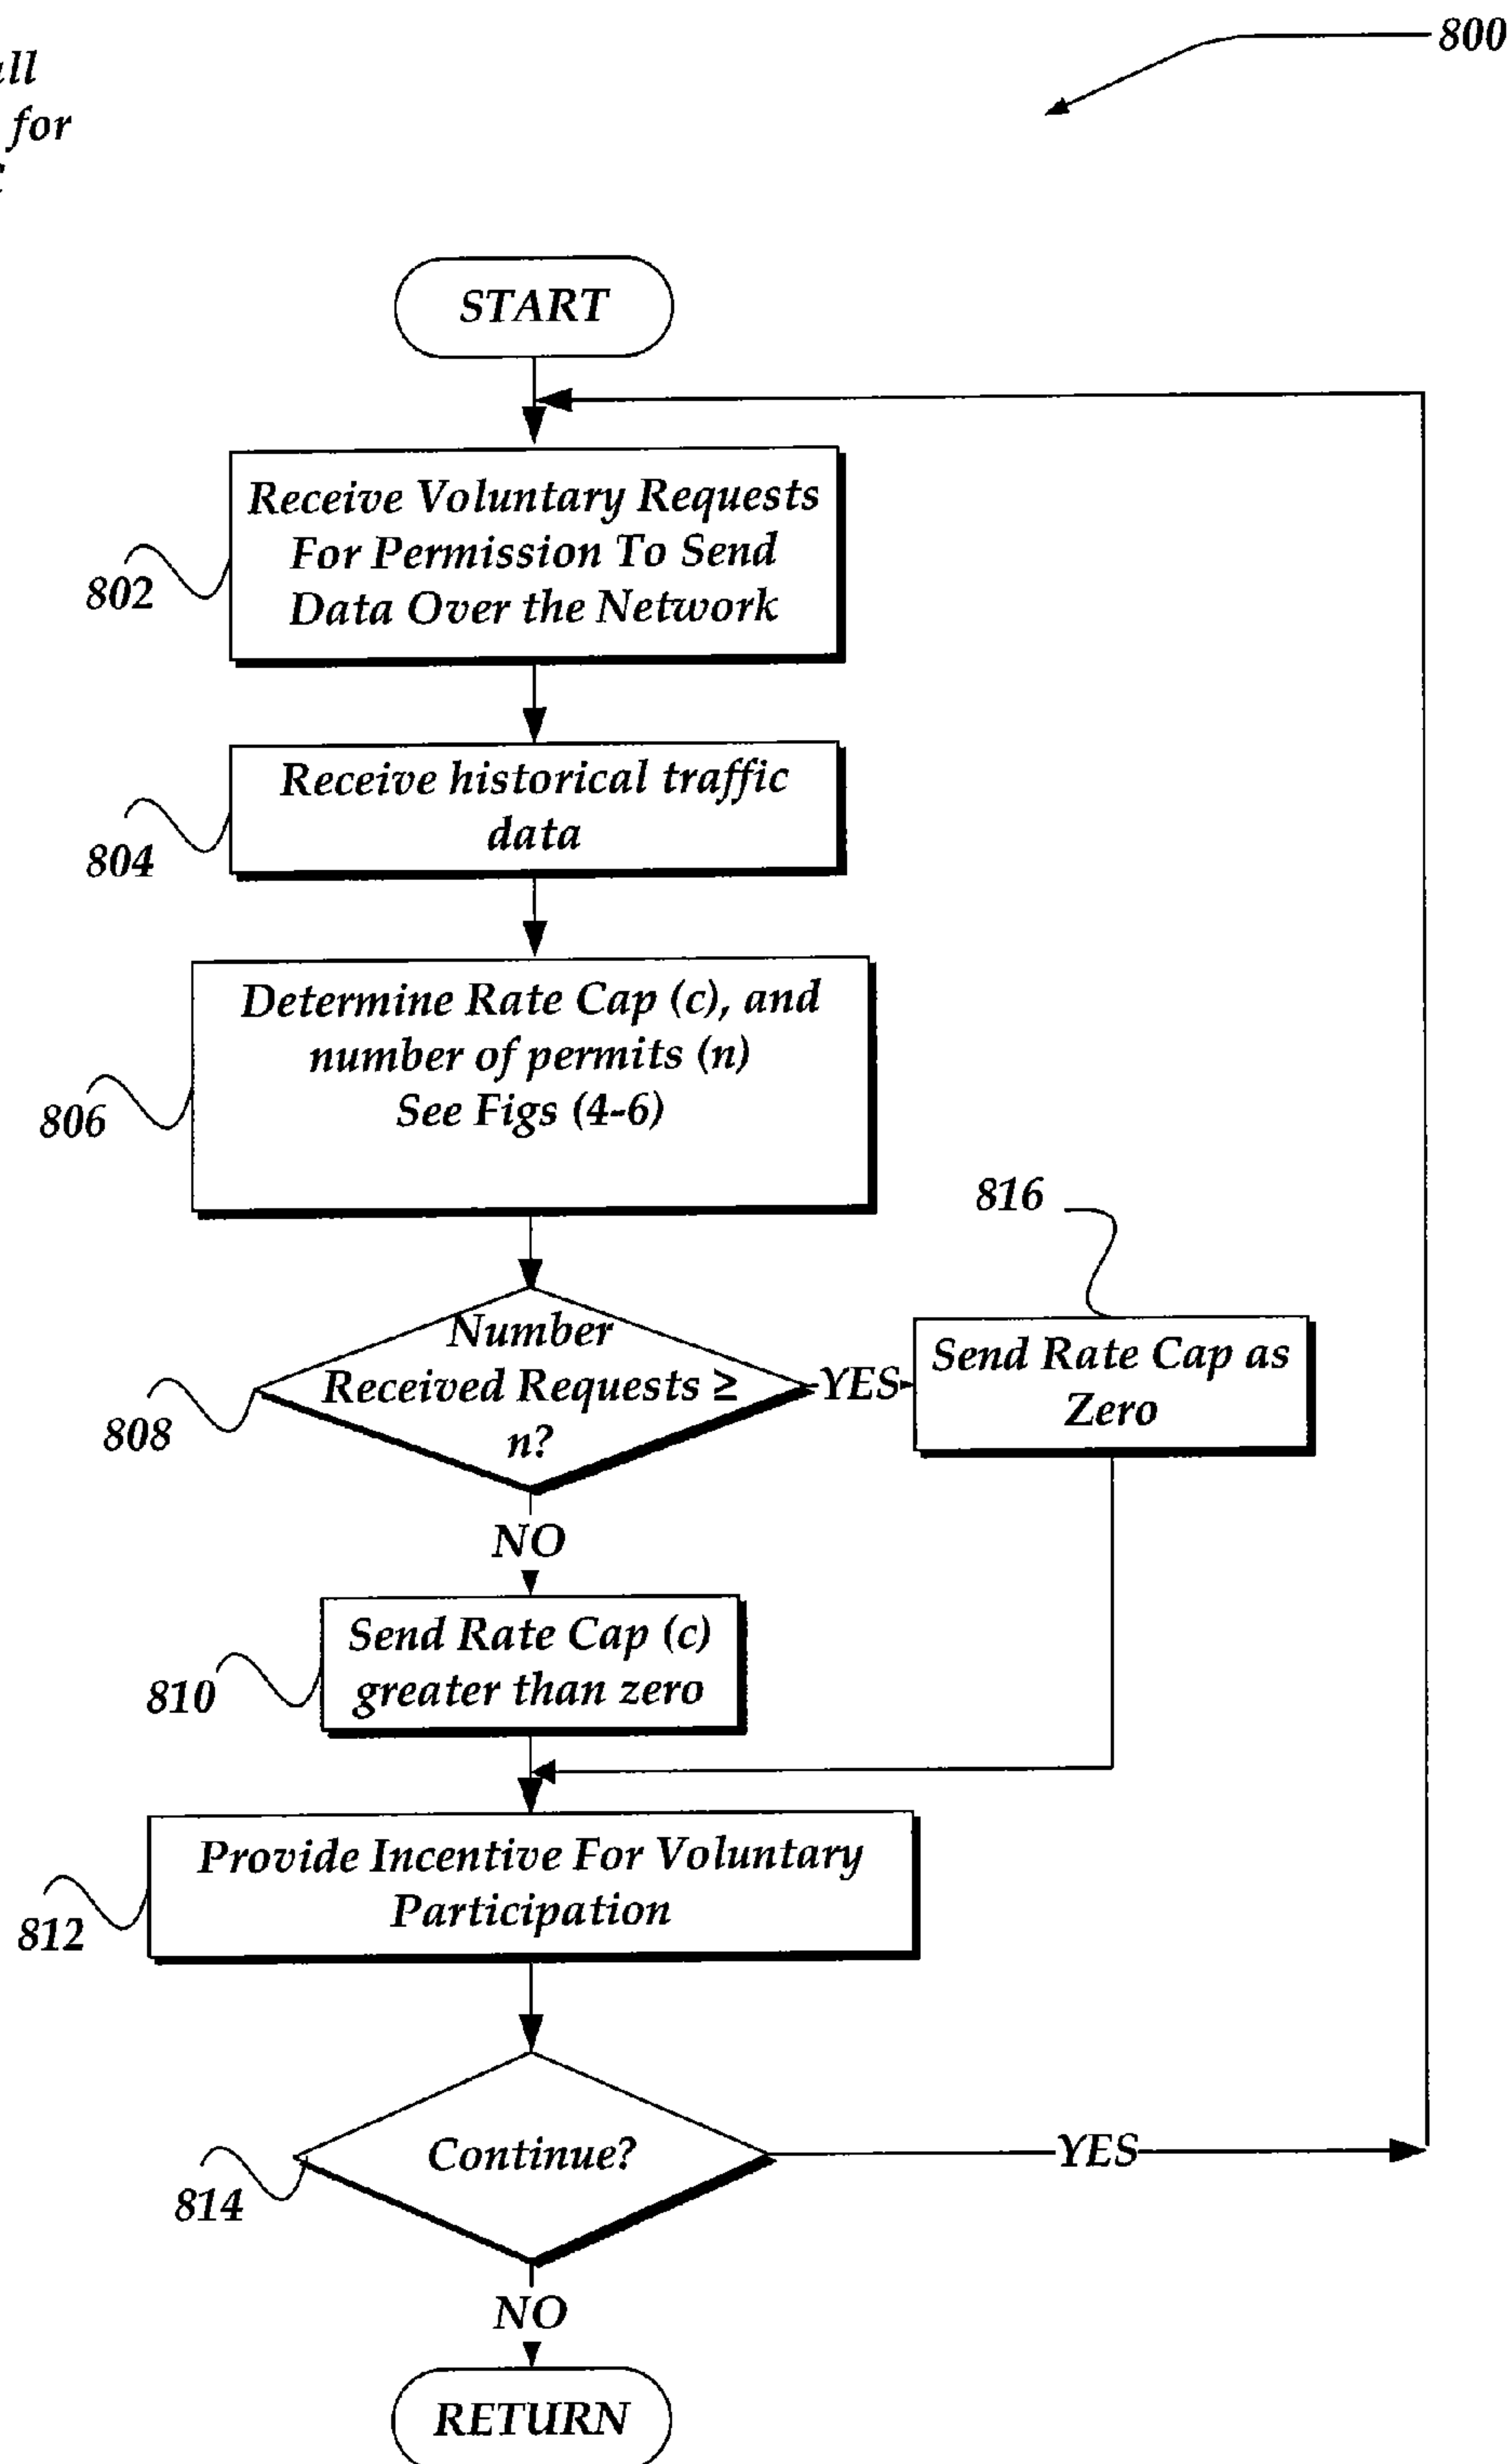 800
for
START
Receive Voluntary Requests
For Permission To Send
Data Over the Network
802
Receive historical traffic
data
804
Determine Rate Cap (c), and
number of permits (n)
See Figs (4-6)
806
816
Number
Received Requests ≥
n?
YES
Send Rate Cap as
Zero
808
NO
Send Rate Cap (c)
greater than zero
810
Provide Incentive For Voluntary
Participation
812
Continue?
YES
814
NO
RETURN